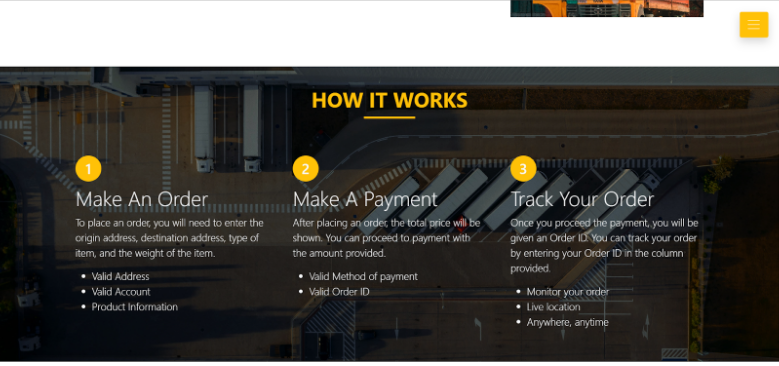 HOW IT WORKS
1
Make An Order
To place an order, you will need to enter the
origin address, destination address, type of
item, and the weight of the item.
• Valid Address
• Valid Account
• Product Information
2
Make A Payment
After placing an order, the total price will be
shown. You can proceed to payment with
the amount provided.
• Valid Method of payment
• Valid Order ID
3
Track Your Order
Once you proceed the payment, you will be
given an Order ID. You can track your order
by entering your Order ID in the column
provided.
• Monitor your order
• Live location
• Anywhere, anytime